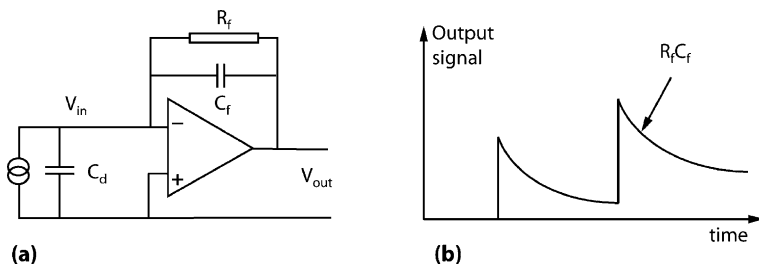 R_f
C_f
V_in
−
+
C_d
V_out
(a)
Output
signal
R_fC_f
time
(b)